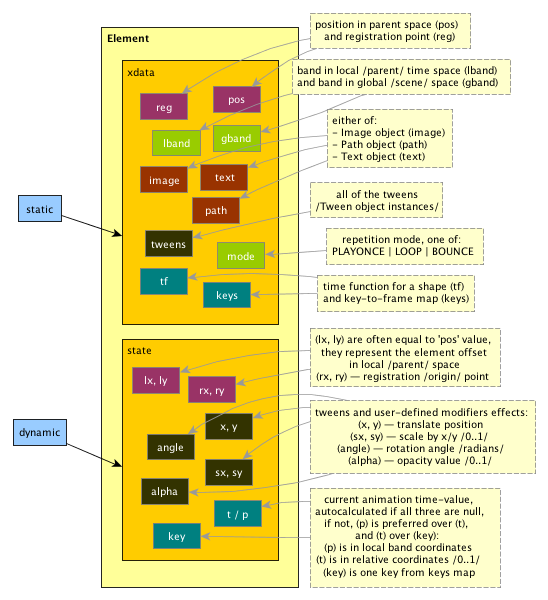 position in parent space (pos)
and registration point (reg)
Element
xdata
band in local /parent/ time space (lband)
and band in global /scene/ space (gband)
reg
pos
lband
gband
either of:
- Image object (image)
- Path object (path)
- Text object (text)
image
text
path
static
all of the tweens
/Tween object instances/
tweens
mode
repetition mode, one of:
PLAYONCE | LOOP | BOUNCE
tf
keys
time function for a shape (tf)
and key-to-frame map (keys)
state
(lx, ly) are often equal to 'pos' value,
they represent the element offset
in local /parent/ space
(rx, ry) — registration /origin/ point
lx, ly
rx, ry
dynamic
x, y
angle
sx, sy
alpha
tweens and user-defined modifiers effects:
(x, y) — translate position
(sx, sy) — scale by x/y /0..1/
(angle) — rotation angle /radians/
(alpha) — opacity value /0..1/
t / p
key
current animation time-value,
autocalculated if all three are null,
if not, (p) is preferred over (t),
and (t) over (key):
(p) is in local band coordinates
(t) is in relative coordinates /0..1/
(key) is one key from keys map